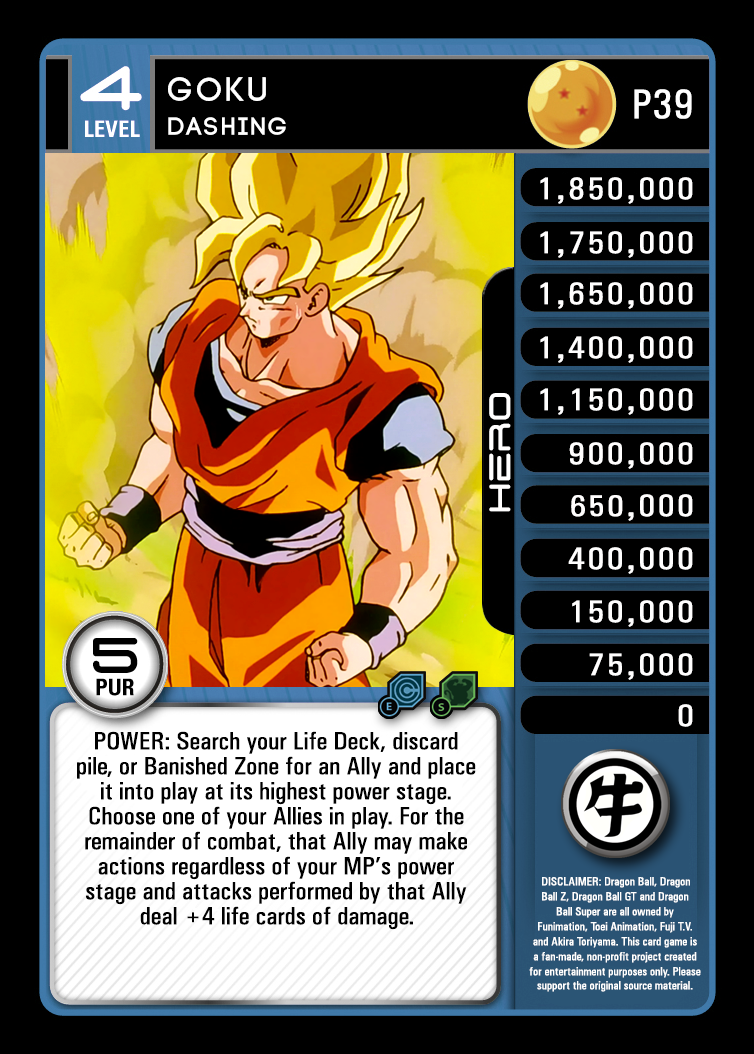 4
LEVEL
GOKU
DASHING
P39
1,850,000
1,750,000
1,650,000
1,400,000
1,150,000
900,000
650,000
400,000
150,000
75,000
0
HERO
5
PUR
E
S
POWER: Search your Life Deck, discard
pile, or Banished Zone for an Ally and place
it into play at its highest power stage.
Choose one of your Allies in play. For the
remainder of combat, that Ally may make
actions regardless of your MP's power
stage and attacks performed by that Ally
deal +4 life cards of damage.
牛
DISCLAIMER: Dragon Ball, Dragon
Ball Z, Dragon Ball GT and Dragon
Ball Super are all owned by
Funimation, Toei Animation, Fuji T.V.
and Akira Toriyama. This card game is
a fan-made, non-profit project created
for entertainment purposes only. Please
support the original source material.